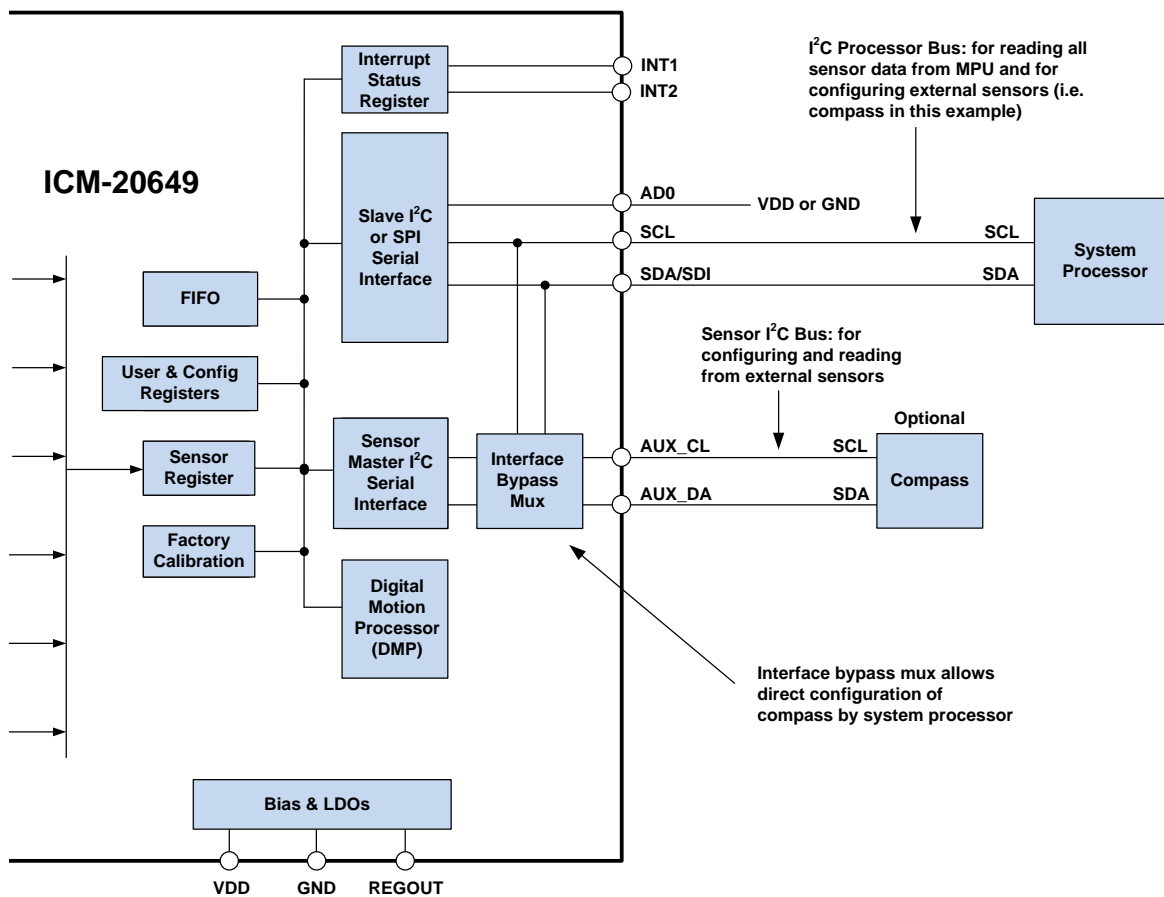 Interrupt
Status
Register
INT1
INT2
I²C Processor Bus: for reading all
sensor data from MPU and for
configuring external sensors (i.e.
compass in this example)
ICM-20649
Slave I²C
or SPI
Serial
Interface
AD0
VDD or GND
SCL
SCL
SDA/SDI
SDA
System
Processor
FIFO
User & Config
Registers
Sensor I²C Bus: for
configuring and reading
from external sensors
Sensor
Register
Sensor
Master I²C
Serial
Interface
Interface
Bypass
Mux
AUX_CL
SCL
AUX_DA
SDA
Optional
Compass
Factory
Calibration
Digital
Motion
Processor
(DMP)
Interface bypass mux allows
direct configuration of
compass by system processor
Bias & LDOs
VDD
GND
REGOUT